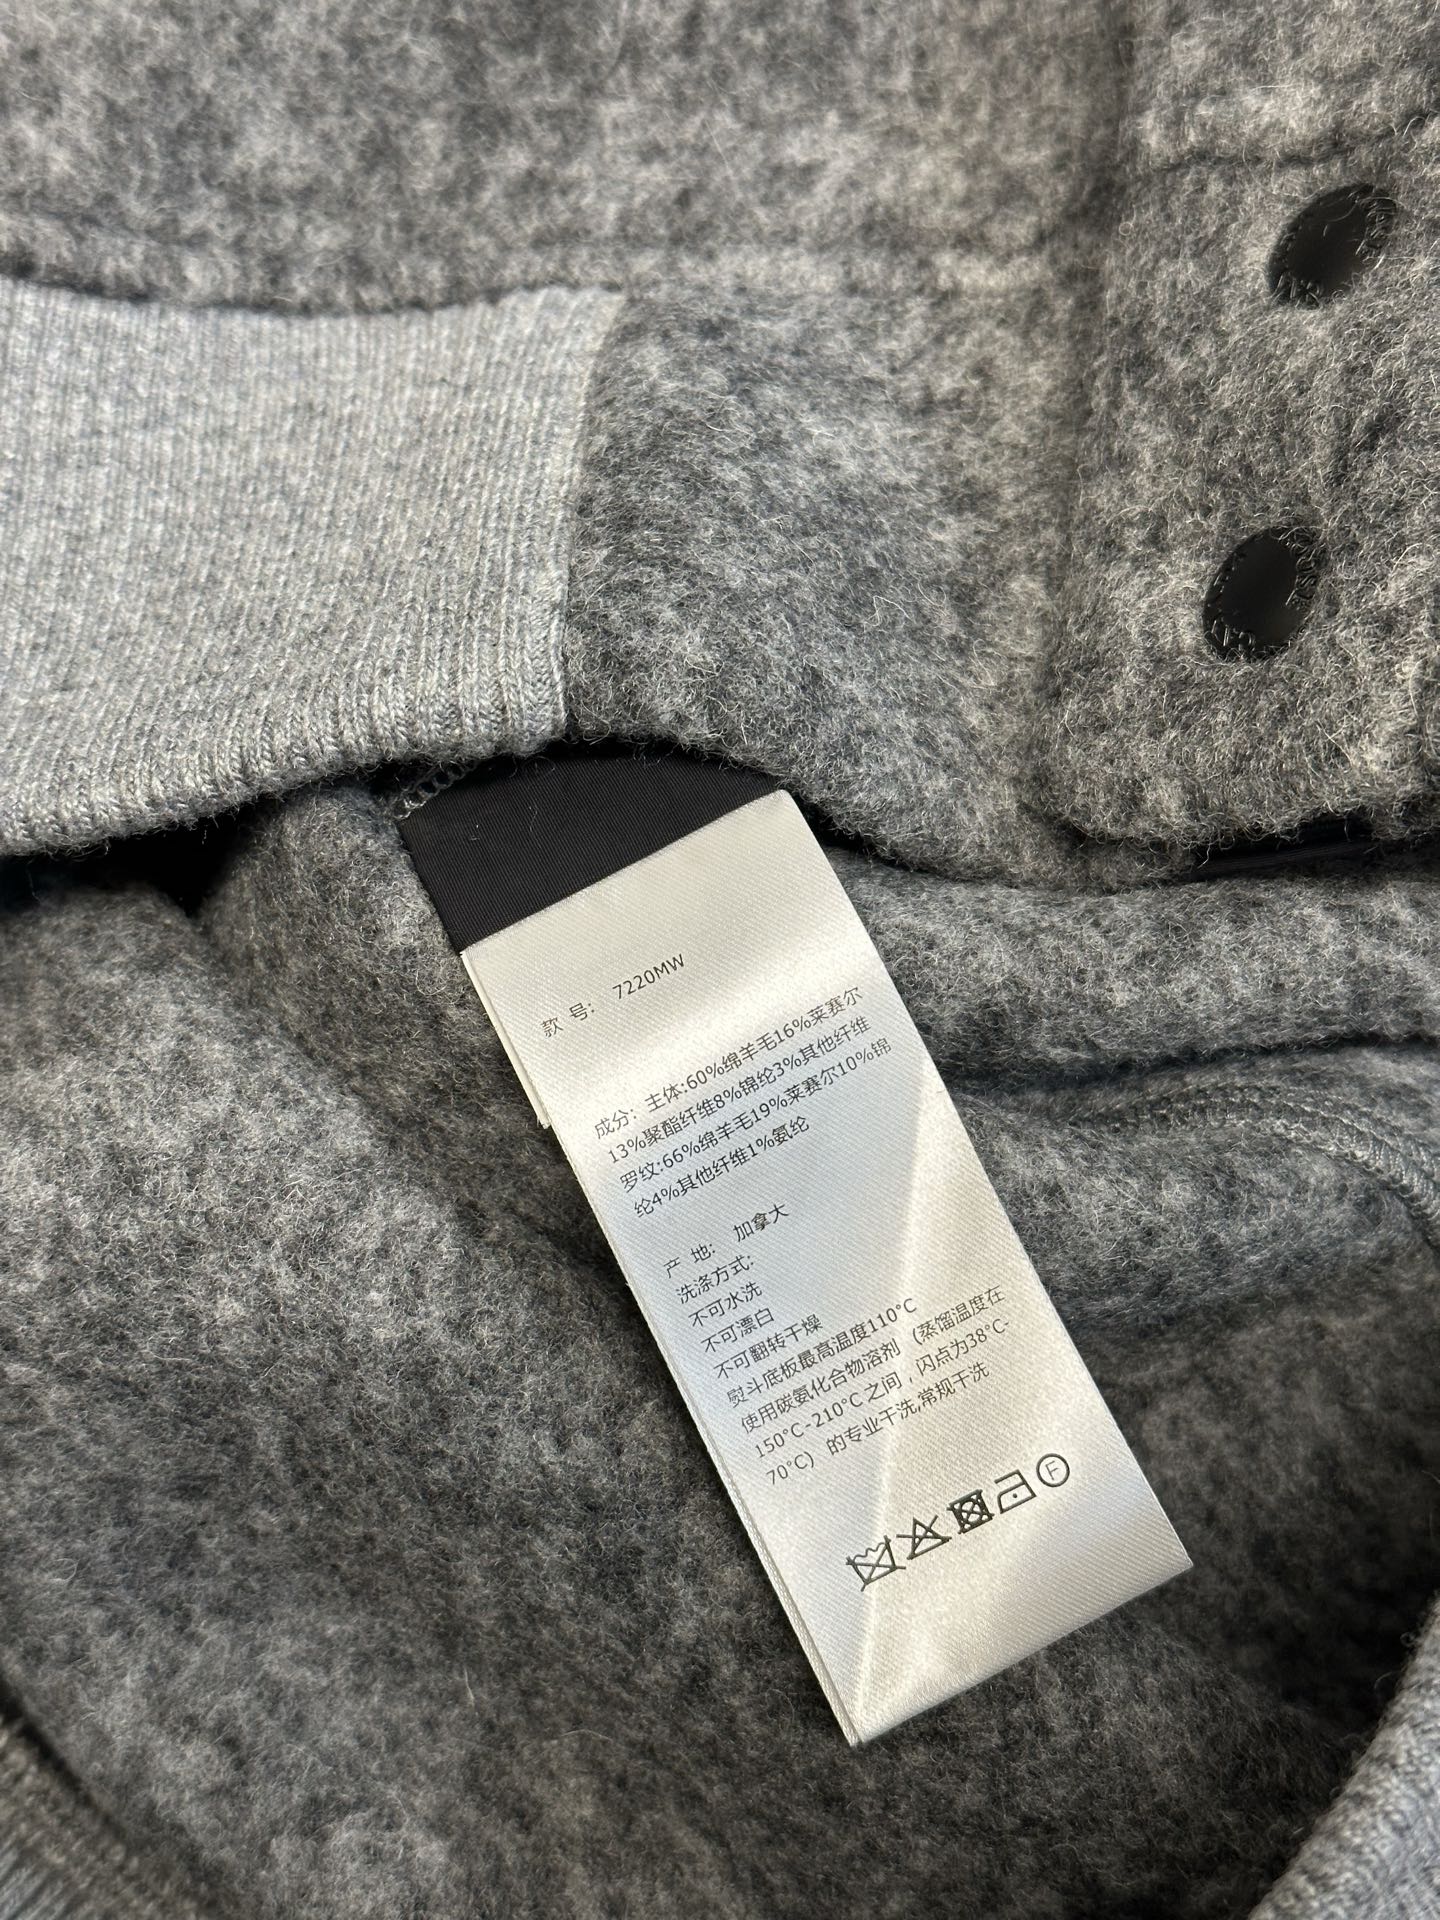 款 号: 7220MW
成分: 主体:60%绵羊毛16%莱赛尔
13%聚酯纤维8%锦纶3%其他纤维
罗纹:66%绵羊毛19%莱赛尔10%锦
纶4%其他纤维1%氨纶
产 地: 加拿大
洗涤方式:
不可水洗
不可漂白
不可翻转干燥
熨斗底板最高温度110°C
使用碳氢化合物溶剂 (蒸馏温度在
150°C-210°C之间，闪点为38°C-
70°C) 的专业干洗,常规干洗
F